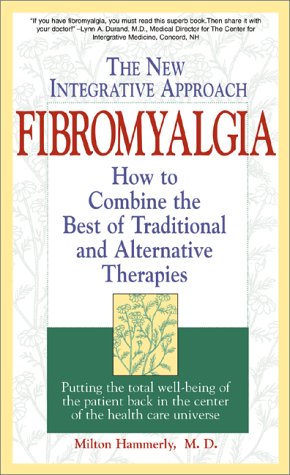 "If you have fibromyalgia, you must read this superb book.Then share it with
your doctor!" –Lynn A. Durand, M.D., Medical Director for The Center for
Intergrative Medicine, Concord, NH
THE NEW
INTEGRATIVE APPROACH
FIBROMYALGIA
How to
Combine the
Best of Traditional
and Alternative
Therapies
Putting the total well-being of
the patient back in the center
of the health care universe
Milton Hammerly, M. D.